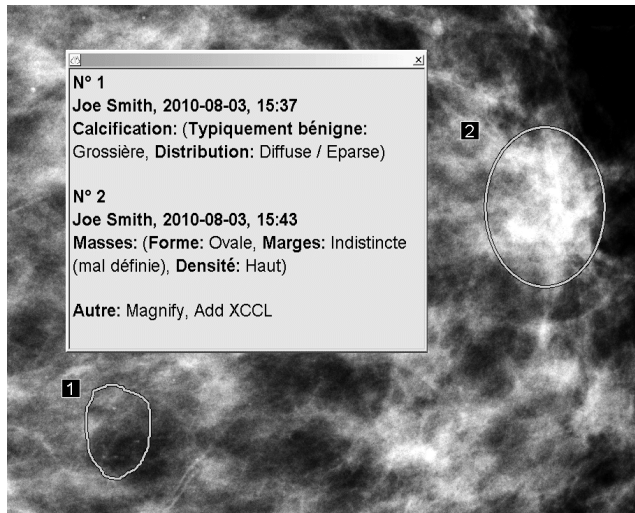 N° 1
Joe Smith, 2010-08-03, 15:37
Calcification: (Typiquement bénigne:
Grossière, Distribution: Diffuse / Eparse)
N° 2
Joe Smith, 2010-08-03, 15:43
Masses: (Forme: Ovale, Marges: Indistincte
(mal définie), Densité: Haut)
Autre: Magnify, Add XCCL
2
1